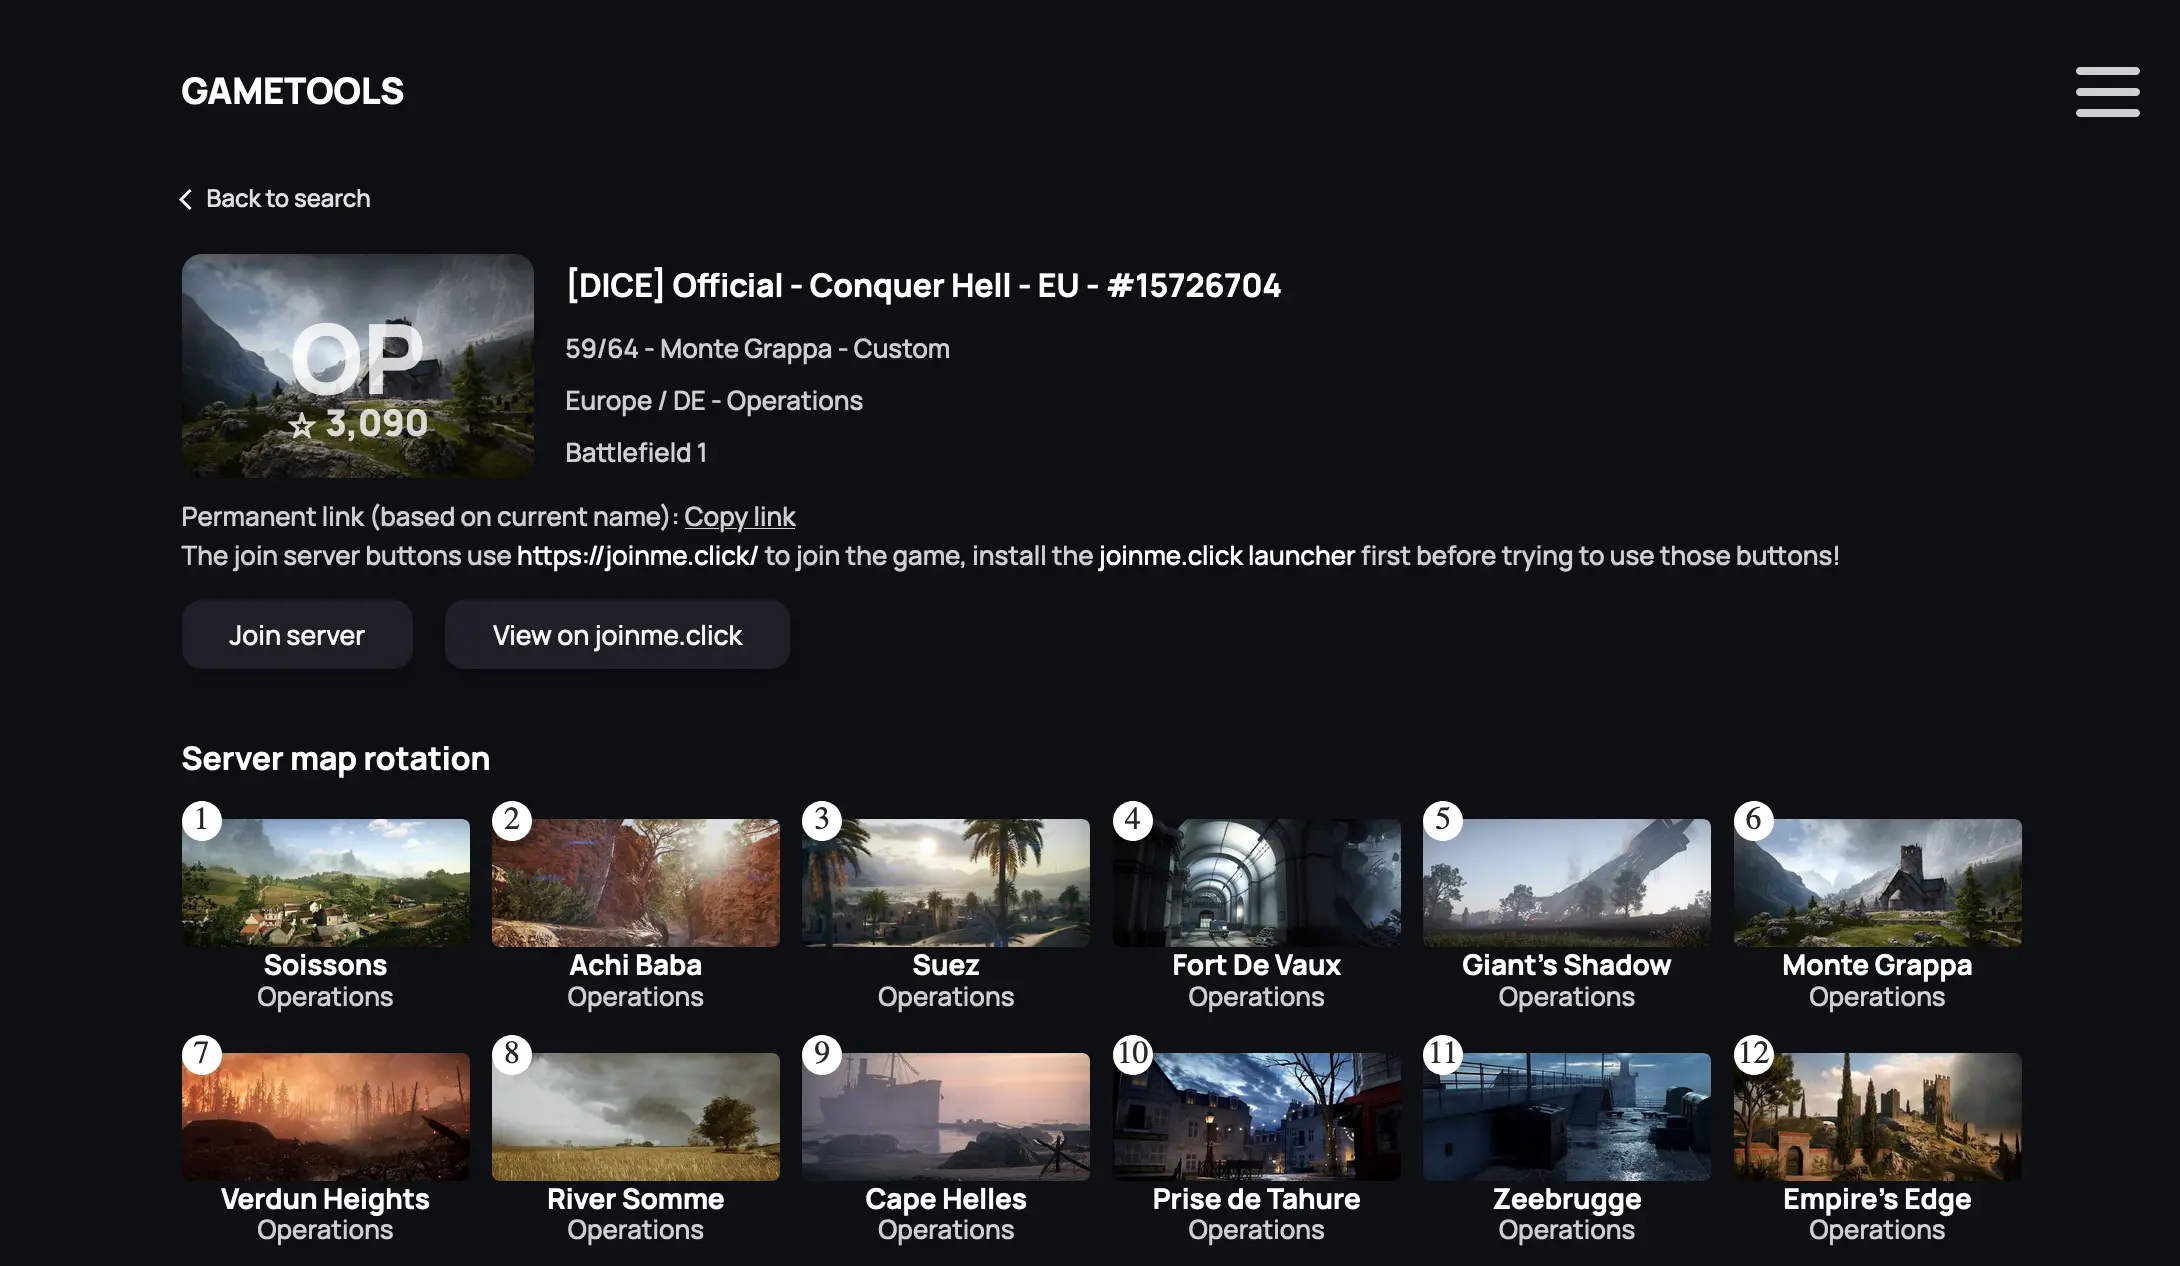 GAMETOOLS
Back to search
OP
☆ 3,090
[DICE] Official - Conquer Hell - EU - #15726704
59/64 - Monte Grappa - Custom
Europe / DE - Operations
Battlefield 1
Permanent link (based on current name): Copy link
The join server buttons use https://joinme.click/ to join the game, install the joinme.click launcher first before trying to use those buttons!
Join server
View on joinme.click
Server map rotation
1
Soissons
Operations
2
Achi Baba
Operations
3
Suez
Operations
4
Fort De Vaux
Operations
5
Giant's Shadow
Operations
6
Monte Grappa
Operations
7
Verdun Heights
Operations
8
River Somme
Operations
9
Cape Helles
Operations
10
Prise de Tahure
Operations
11
Zeebrugge
Operations
12
Empire's Edge
Operations